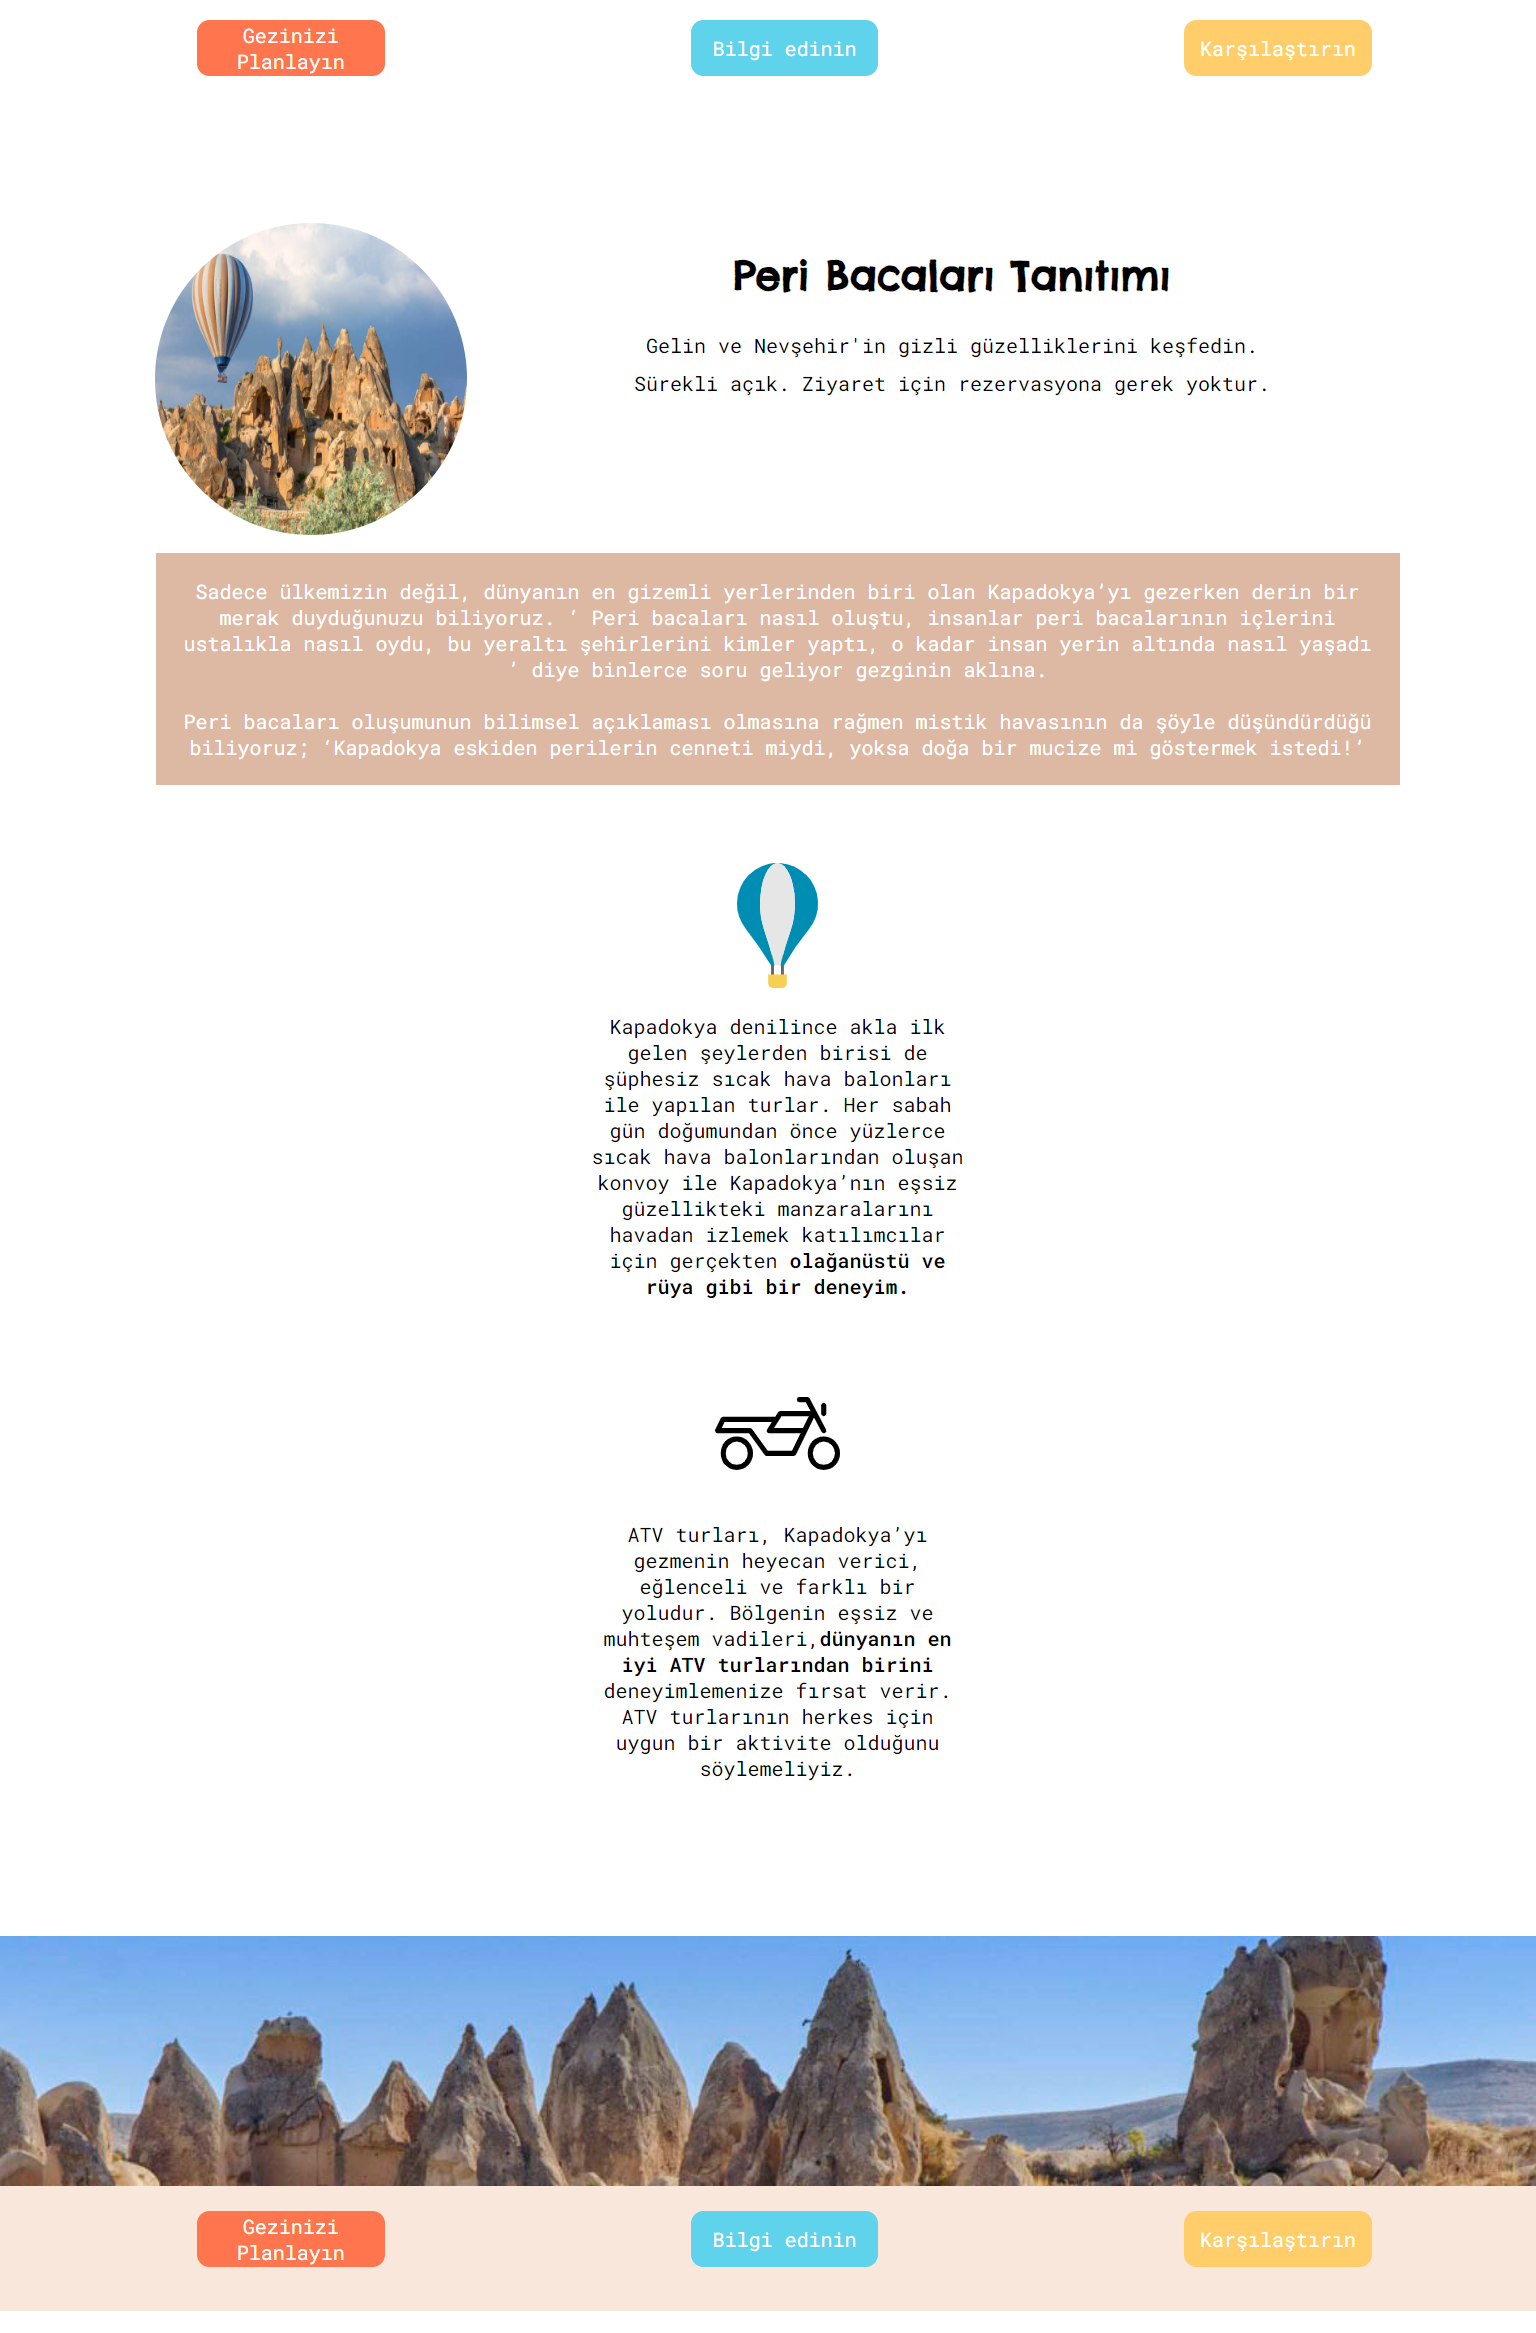 Gezinizi
Planlayın
Bilgi edinin
Karşılaştırın
Peri Bacaları Tanıtımı
Gelin ve Nevşehir'in gizli güzelliklerini keşfedin.
Sürekli açık. Ziyaret için rezervasyona gerek yoktur.
Sadece ülkemizin değil, dünyanın en gizemli yerlerinden biri olan Kapadokya’yı gezerken derin bir
merak duyduğunuzu biliyoruz. ‘ Peri bacaları nasıl oluştu, insanlar peri bacalarının içlerini
ustalıkla nasıl oydu, bu yeraltı şehirlerini kimler yaptı, o kadar insan yerin altında nasıl yaşadı
’ diye binlerce soru geliyor gezginin aklına.
Peri bacaları oluşumunun bilimsel açıklaması olmasına rağmen mistik havasının da şöyle düşündürdüğü
biliyoruz; ‘Kapadokya eskiden perilerin cenneti miydi, yoksa doğa bir mucize mi göstermek istedi!’
Kapadokya denilince akla ilk
gelen şeylerden birisi de
şüphesiz sıcak hava balonları
ile yapılan turlar. Her sabah
gün doğumundan önce yüzlerce
sıcak hava balonlarından oluşan
konvoy ile Kapadokya’nın eşsiz
güzellikteki manzaralarını
havadan izlemek katılımcılar
için gerçekten olağanüstü ve
rüya gibi bir deneyim.
ATV turları, Kapadokya’yı
gezmenin heyecan verici,
eğlenceli ve farklı bir
yoludur. Bölgenin eşsiz ve
muhteşem vadileri,dünyanın en
iyi ATV turlarından birini
deneyimlemenize fırsat verir.
ATV turlarının herkes için
uygun bir aktivite olduğunu
söylemeliyiz.
Gezinizi
Planlayın
Bilgi edinin
Karşılaştırın